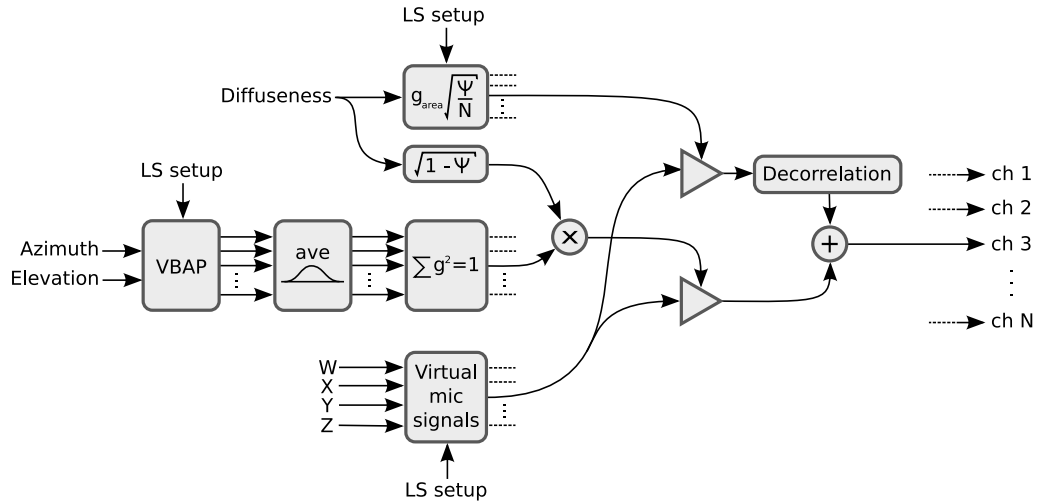 LS setup
Diffuseness
g_area √(Ψ/N)
√(1 - Ψ)
LS setup
Azimuth
Elevation
VBAP
ave
∑ g²=1
×
Decorrelation
+
ch 1
ch 2
ch 3
ch N
W
X
Y
Z
Virtual
mic
signals
LS setup